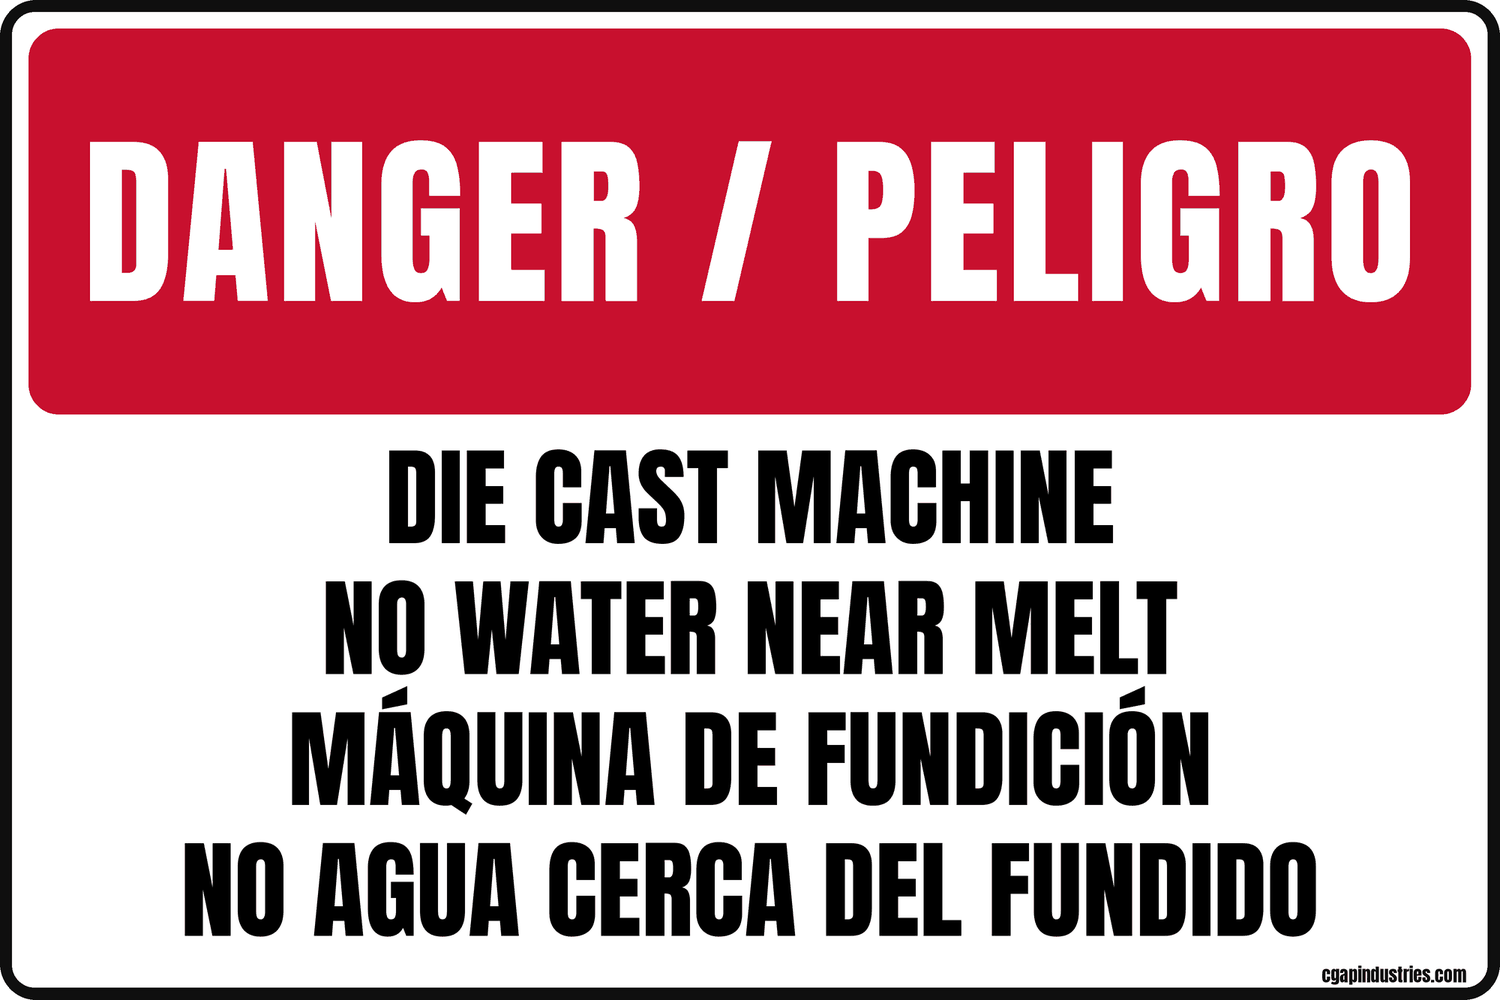 DANGER / PELIGRO
DIE CAST MACHINE
NO WATER NEAR MELT
MÁQUINA DE FUNDICIÓN
NO AGUA CERCA DEL FUNDIDO
cgapindustries.com